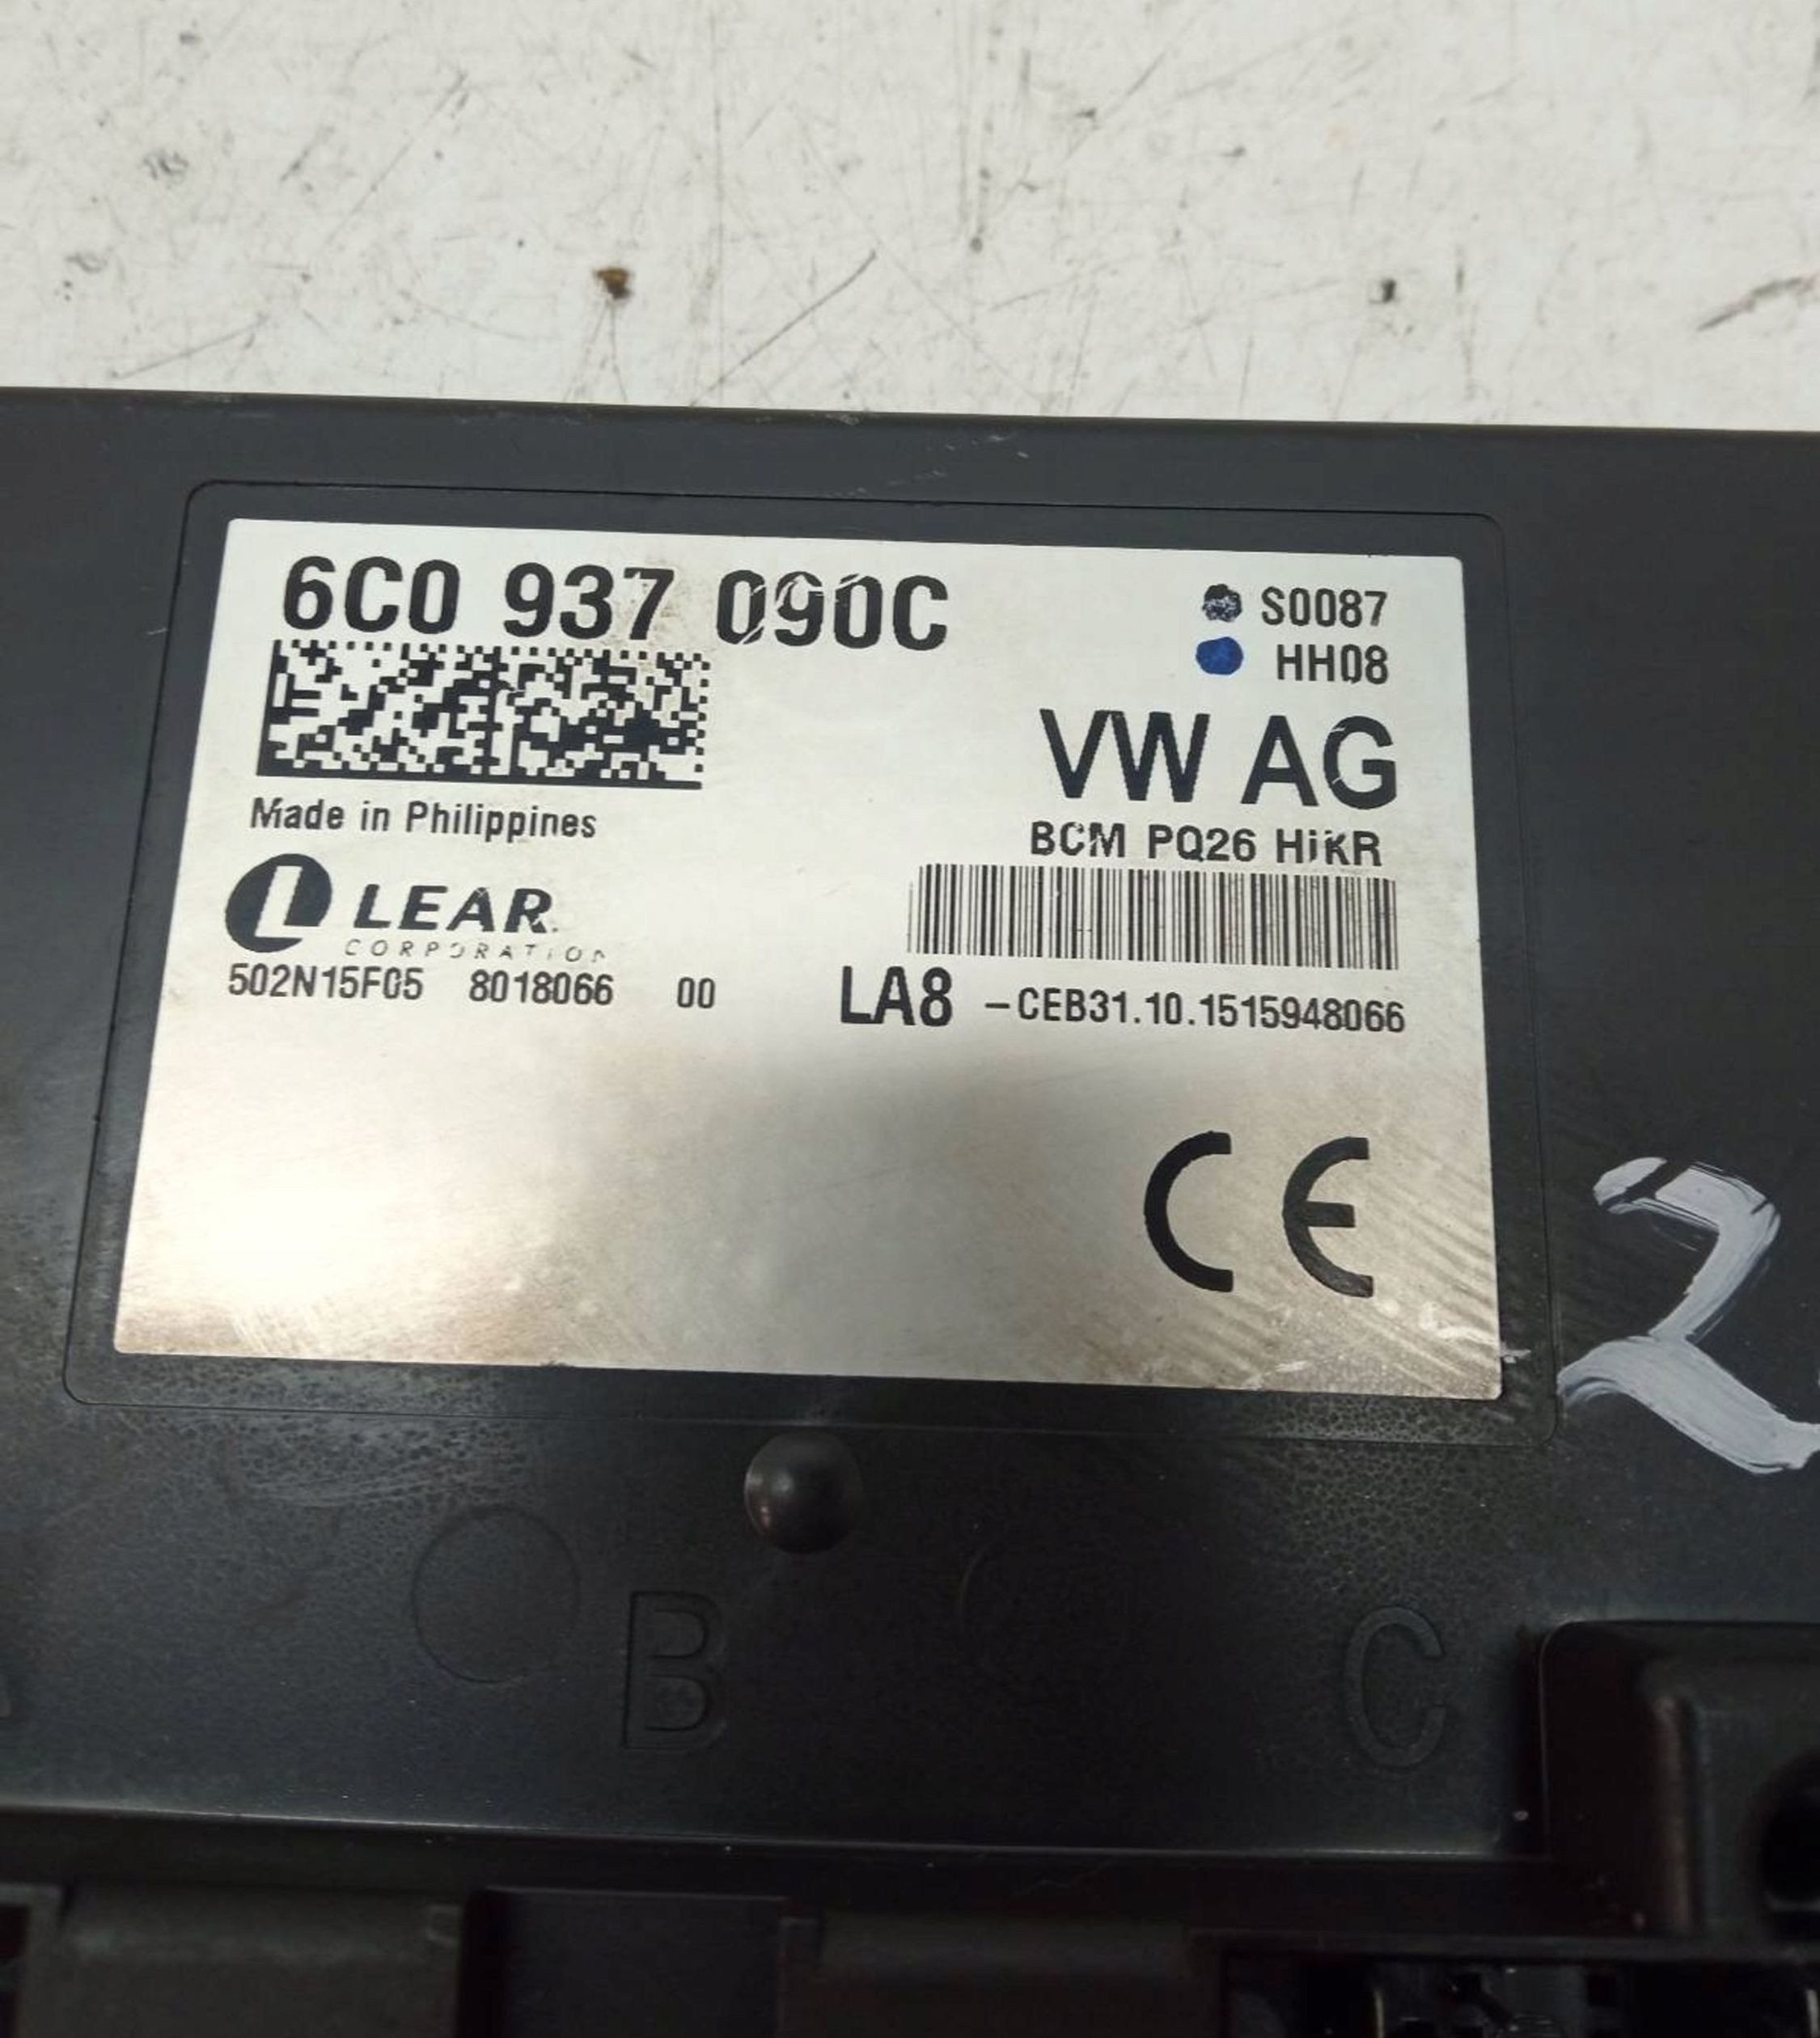 6C0 937 090C
S0087
HH08
VW AG
Made in Philippines
BCM PQ26 HiKR
LEAR
CORPORATION
502N15F05 8018066 00
LA8 -CEB31.10.1515948066
CE
2
B
C